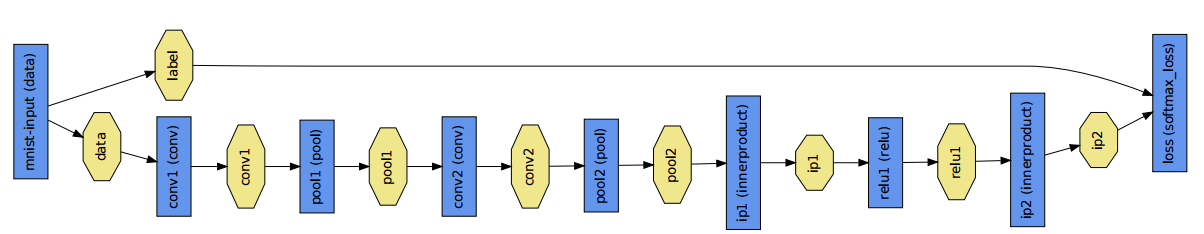 mnist-input (data)
label
data
conv1 (conv)
conv1
pool1 (pool)
pool1
conv2 (conv)
conv2
pool2 (pool)
pool2
ip1 (innerproduct)
ip1
relu1 (relu)
relu1
ip2 (innerproduct)
ip2
loss (softmax_loss)